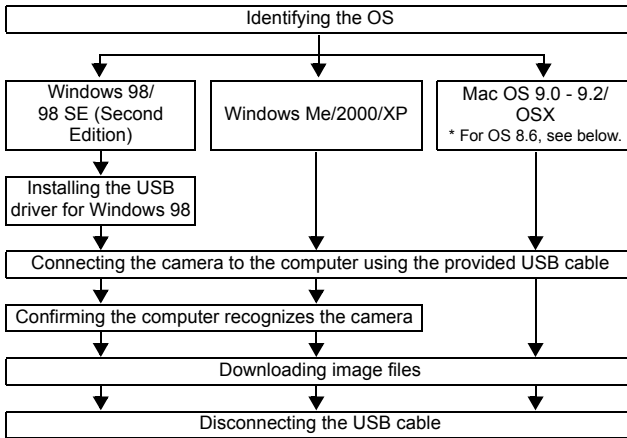 Identifying the OS
Windows 98/
98 SE (Second
Edition)
Windows Me/2000/XP
Mac OS 9.0 - 9.2/
OSX
* For OS 8.6, see below.
Installing the USB
driver for Windows 98
Connecting the camera to the computer using the provided USB cable
Confirming the computer recognizes the camera
Downloading image files
Disconnecting the USB cable